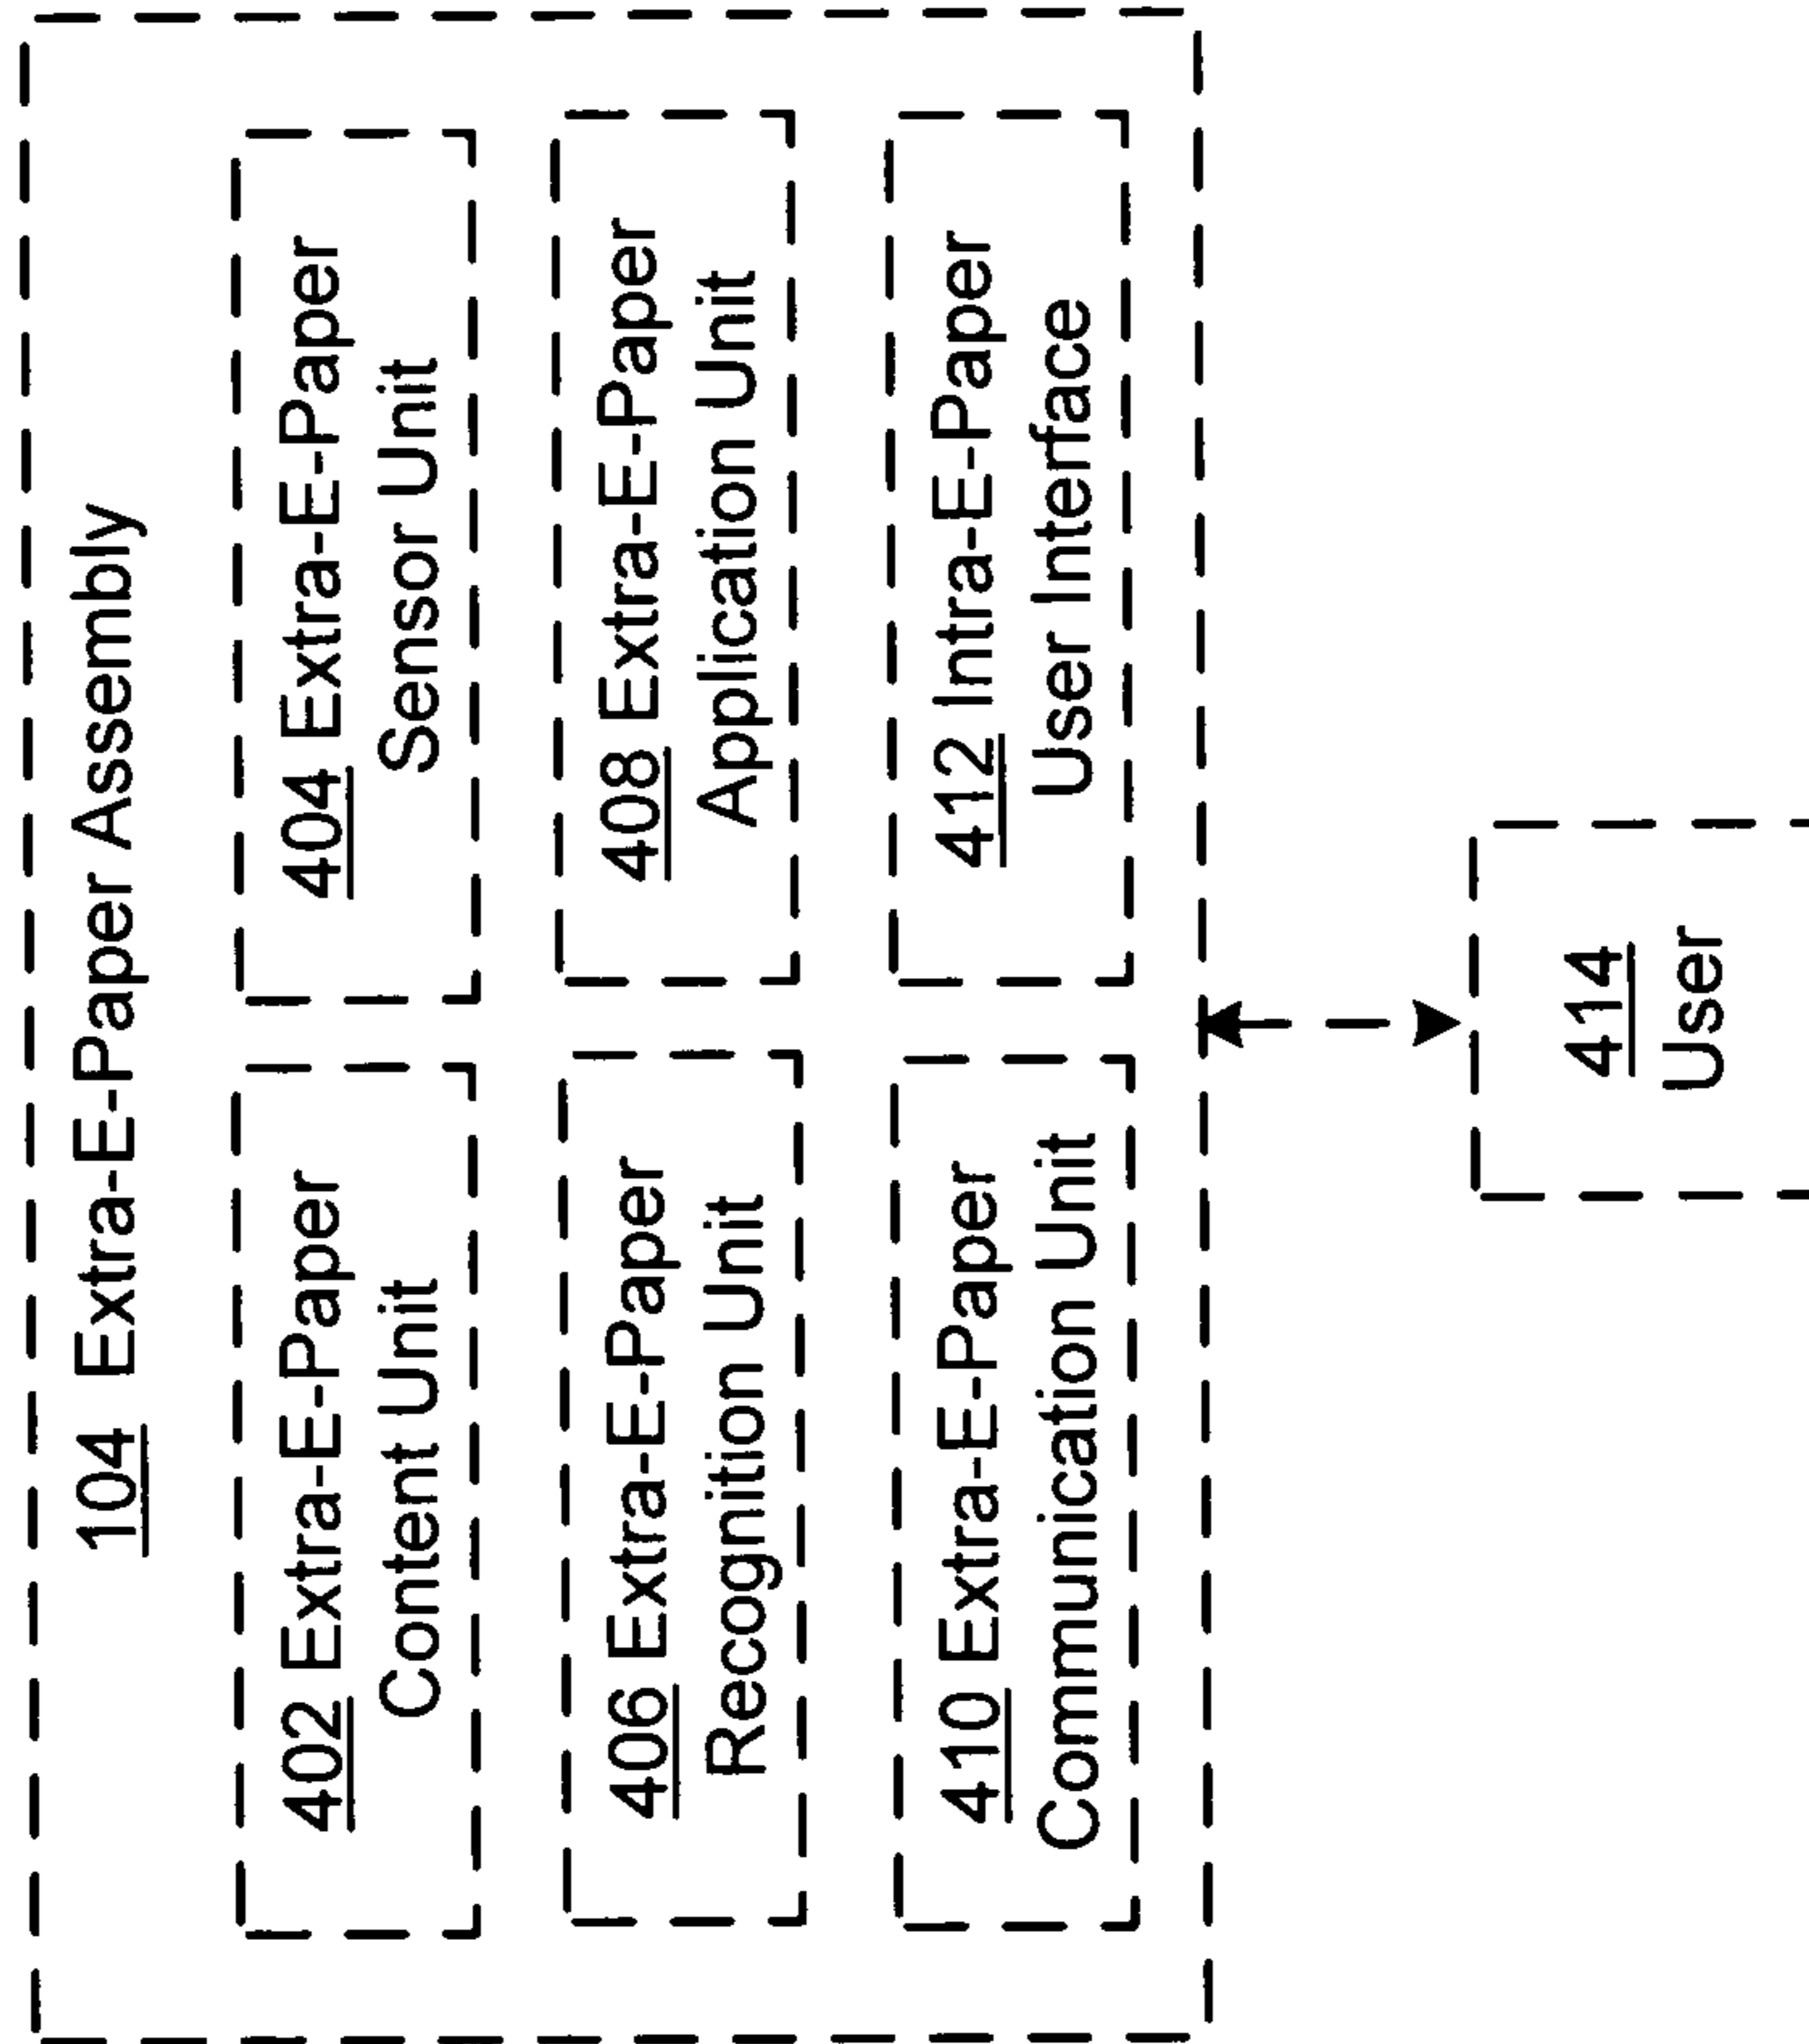 104 Extra-E-Paper Assembly
402 Extra-E-Paper
Content Unit
404 Extra-E-Paper
Sensor Unit
406 Extra-E-Paper
Recognition Unit
408 Extra-E-Paper
Application Unit
410 Extra-E-Paper
Communication Unit
412 Intra-E-Paper
User Interface
414
User